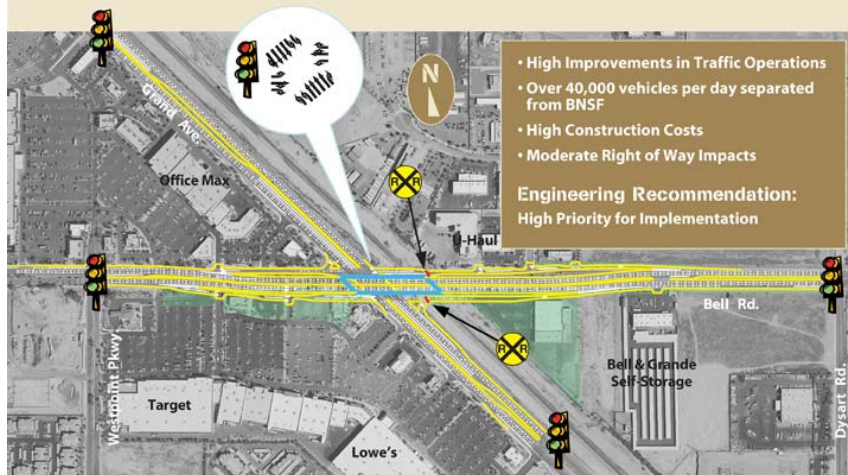 N
• High Improvements in Traffic Operations
• Over 40,000 vehicles per day separated
from BNSF
• High Construction Costs
• Moderate Right of Way Impacts
Engineering Recommendation:
High Priority for Implementation
Grand Ave.
Office Max
R R
U-Haul
Bell Rd.
R R
Westpoint Pkwy.
Target
Lowe's
Bell & Grande
Self-Storage
Dysart Rd.